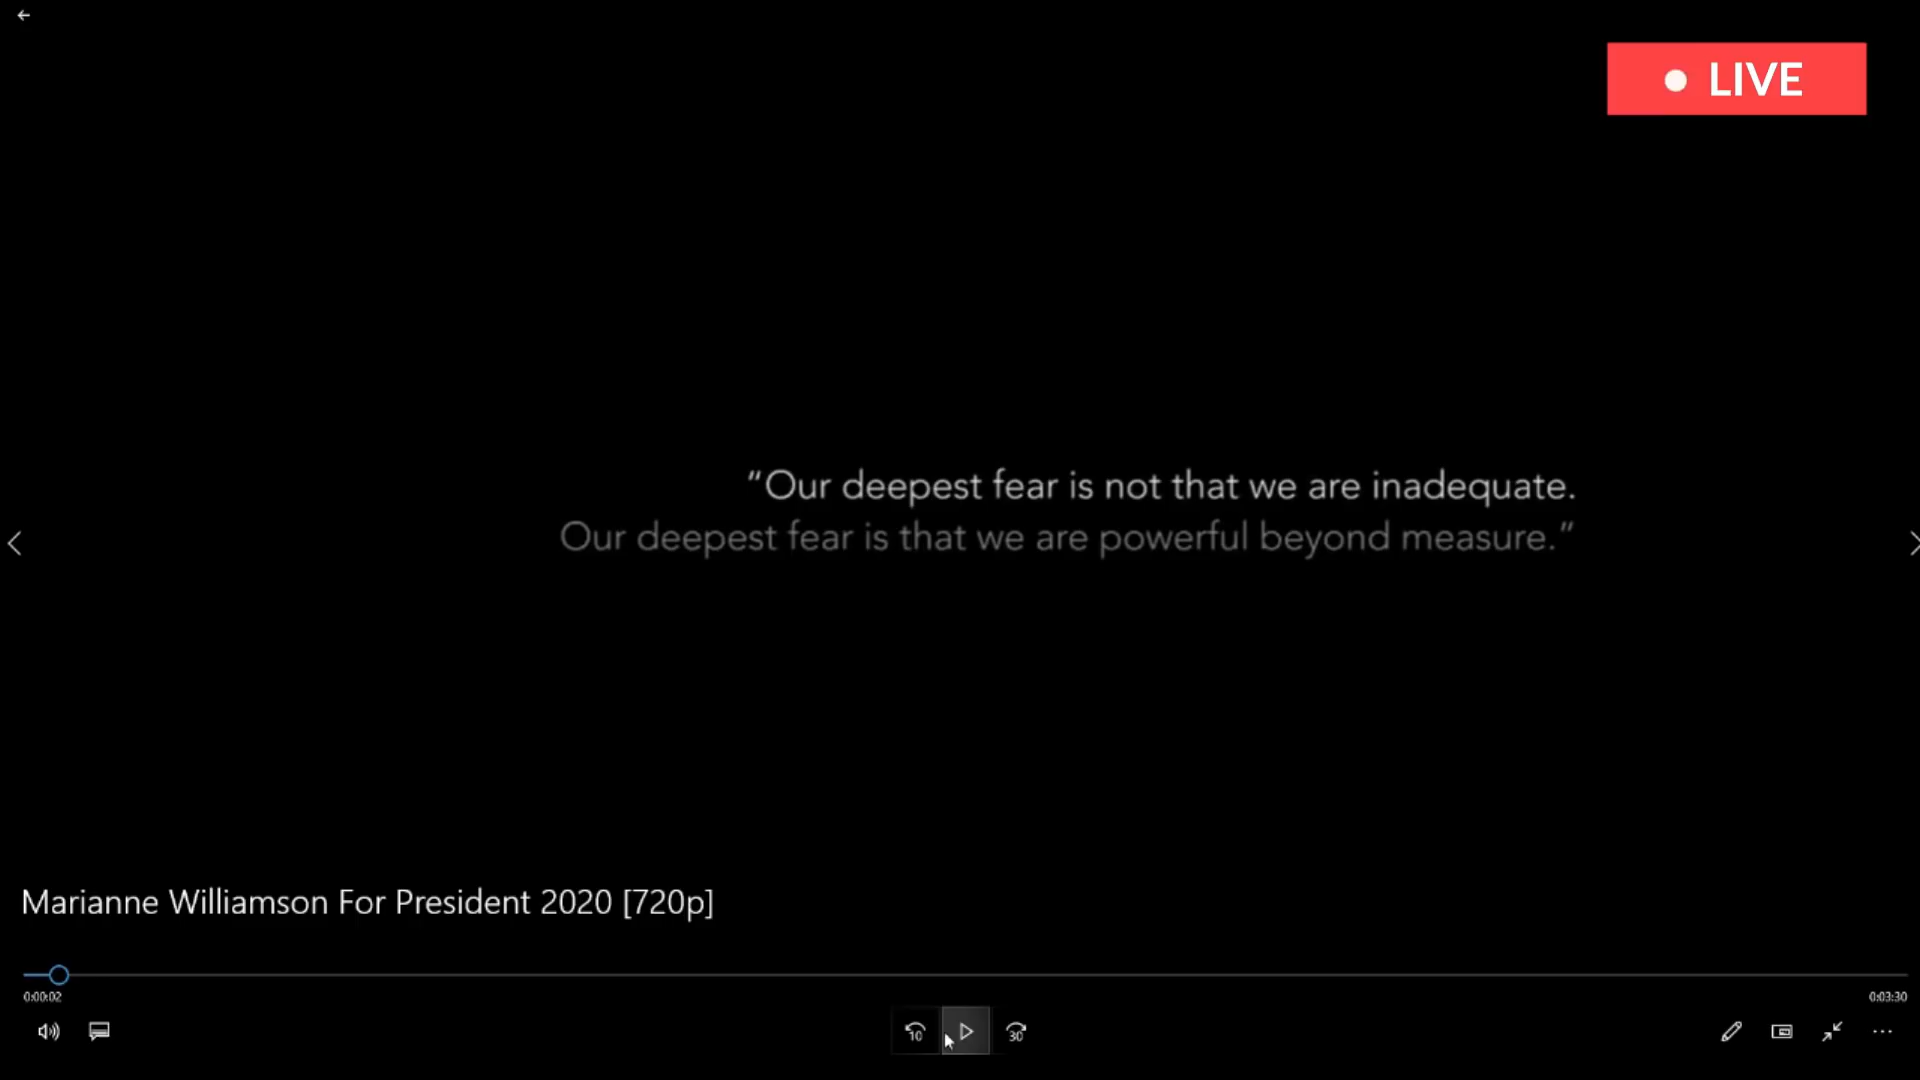 LIVE
“Our deepest fear is not that we are inadequate.
Our deepest fear is that we are powerful beyond measure.”
Marianne Williamson For President 2020 [720p]
0:00:02
0:03:30
10
30